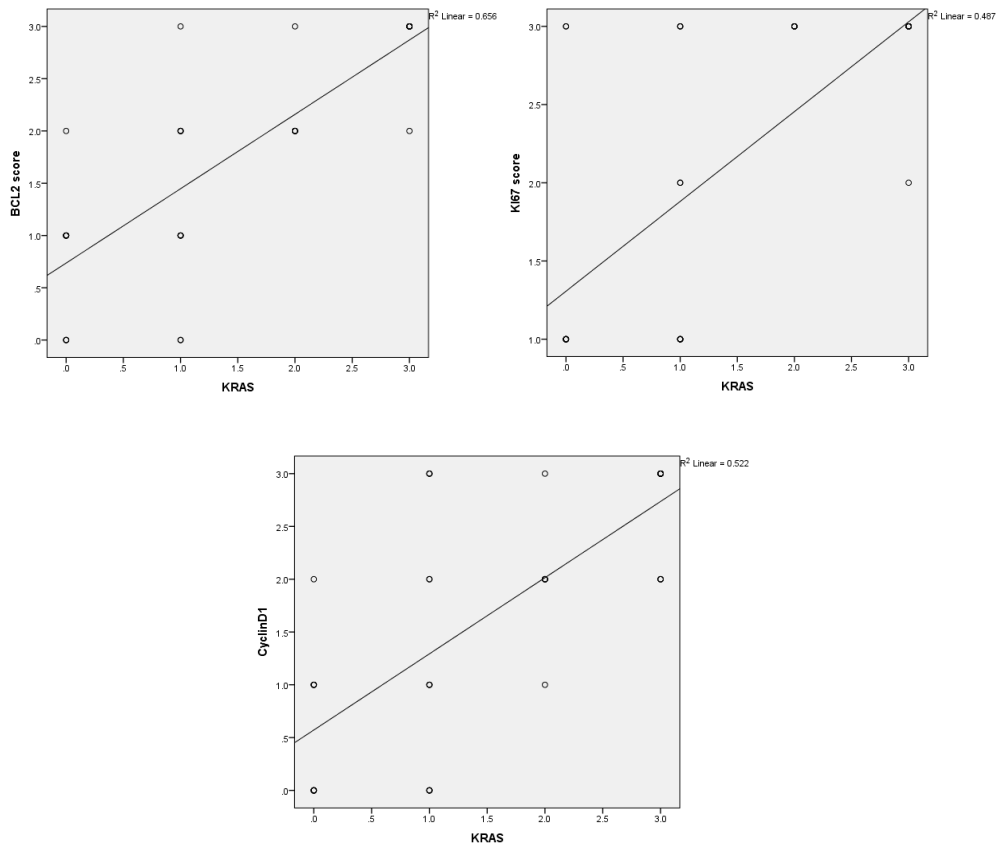 R² Linear = 0.656
3.0
2.5
2.0
1.5
1.0
.5
.0
BCL2 score
.0 .5 1.0 1.5 2.0 2.5 3.0
KRAS
R² Linear = 0.487
3.0
2.5
2.0
1.5
1.0
KI67 score
.0 .5 1.0 1.5 2.0 2.5 3.0
KRAS
R² Linear = 0.522
3.0
2.5
2.0
1.5
1.0
.5
.0
CyclinD1
.0 .5 1.0 1.5 2.0 2.5 3.0
KRAS